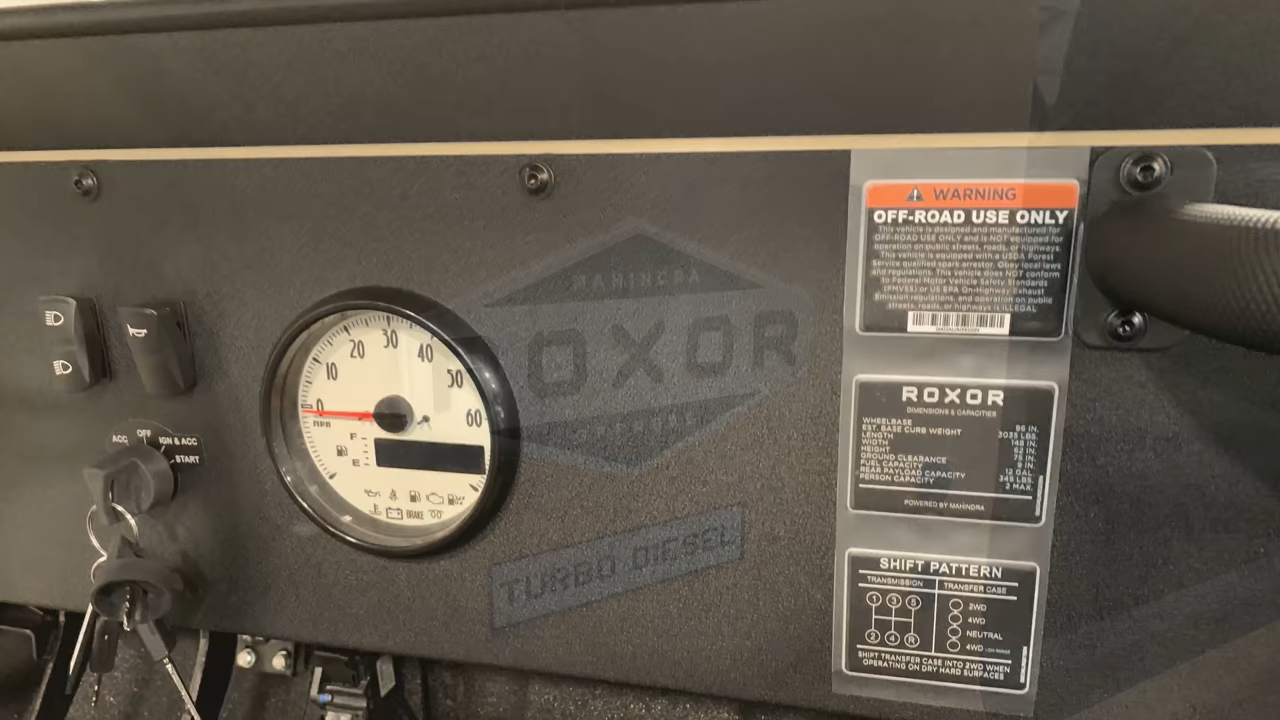 MAHINDRA
ROXOR
TURBO DIESEL
0 10 20 30 40 50 60
MPH
F
E
BRAKE
ACC
OFF
IGN & ACC
START
WARNING
OFF-ROAD USE ONLY
This vehicle is designed and manufactured for
OFF-ROAD USE ONLY and is NOT equipped for
operation on public streets, roads, or highways.
This vehicle is equipped with a USDA Forest
Service qualified spark arrestor. Obey local laws
and regulations. This vehicle does NOT conform
to Federal Motor Vehicle Safety Standards
(FMVSS) or US EPA On-Highway Exhaust
Emission regulations, and operation on public
streets, roads, or highways is ILLEGAL
ROXOR
DIMENSIONS & CAPACITIES
WHEELBASE 96 IN.
EST. BASE CURB WEIGHT 3035 LBS.
LENGTH 148 IN.
WIDTH 62 IN.
HEIGHT 75 IN.
GROUND CLEARANCE 9 IN.
FUEL CAPACITY 12 GAL.
REAR PAYLOAD CAPACITY 349 LBS.
PERSON CAPACITY 2 MAX.
POWERED BY MAHINDRA
SHIFT PATTERN
TRANSMISSION TRANSFER CASE
1 3 5
2 4 R
2WD
4WD
NEUTRAL
4WD LOW RANGE
SHIFT TRANSFER CASE INTO 2WD WHEN
OPERATING ON DRY HARD SURFACES